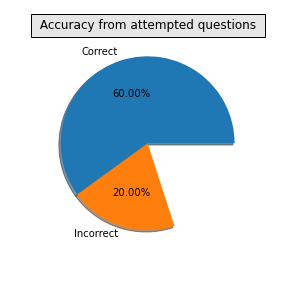 Accuracy from attempted questions
Correct
60.00%
20.00%
Incorrect